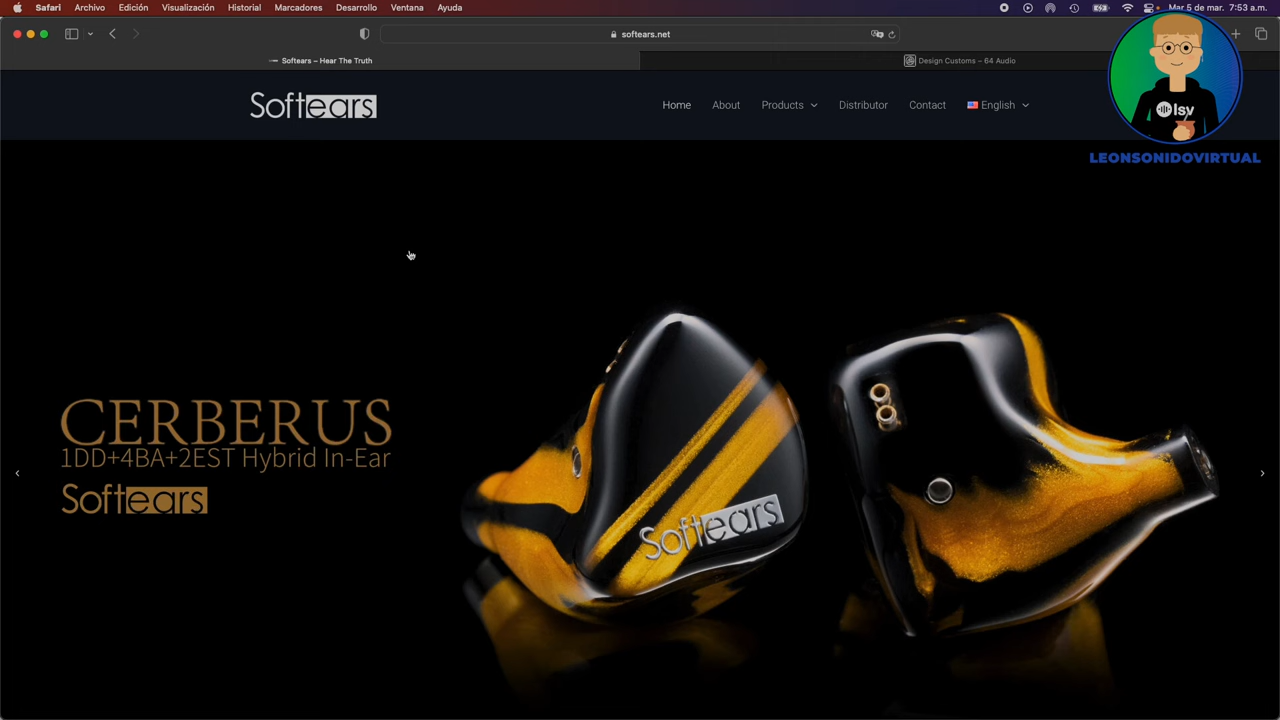 Safari Archivo Edición Visualización Historial Marcadores Desarrollo Ventana Ayuda Mar 5 de mar. 7:53 a.m.
softears.net
Softears – Hear The Truth Design Customs – 64 Audio
Softears Home About Products Distributor Contact English
lsv
LEONSONIDOVIRTUAL
CERBERUS
1DD+4BA+2EST Hybrid In-Ear
Softears
Softears